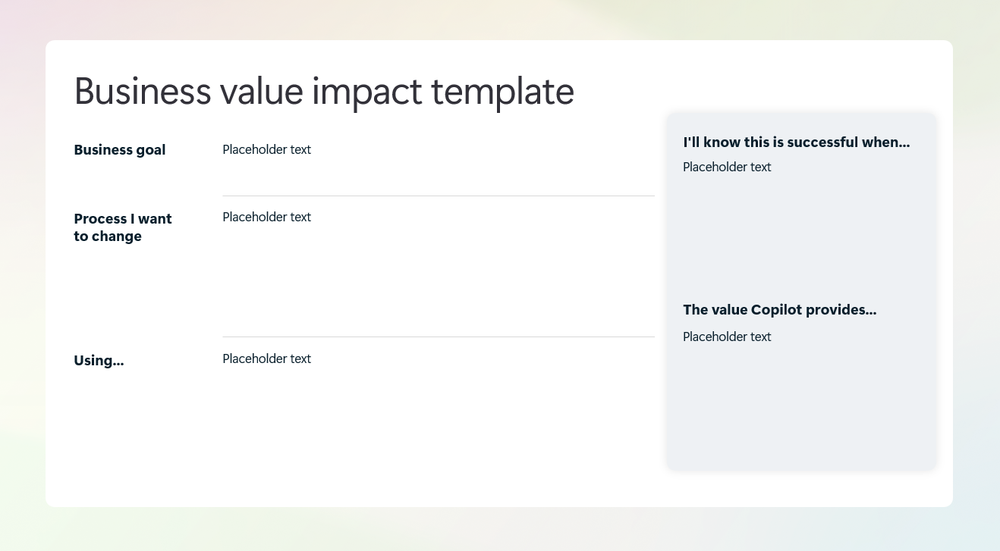 Business value impact template
Business goal
Placeholder text
Process I want
to change
Placeholder text
Using...
Placeholder text
I'll know this is successful when...
Placeholder text
The value Copilot provides...
Placeholder text